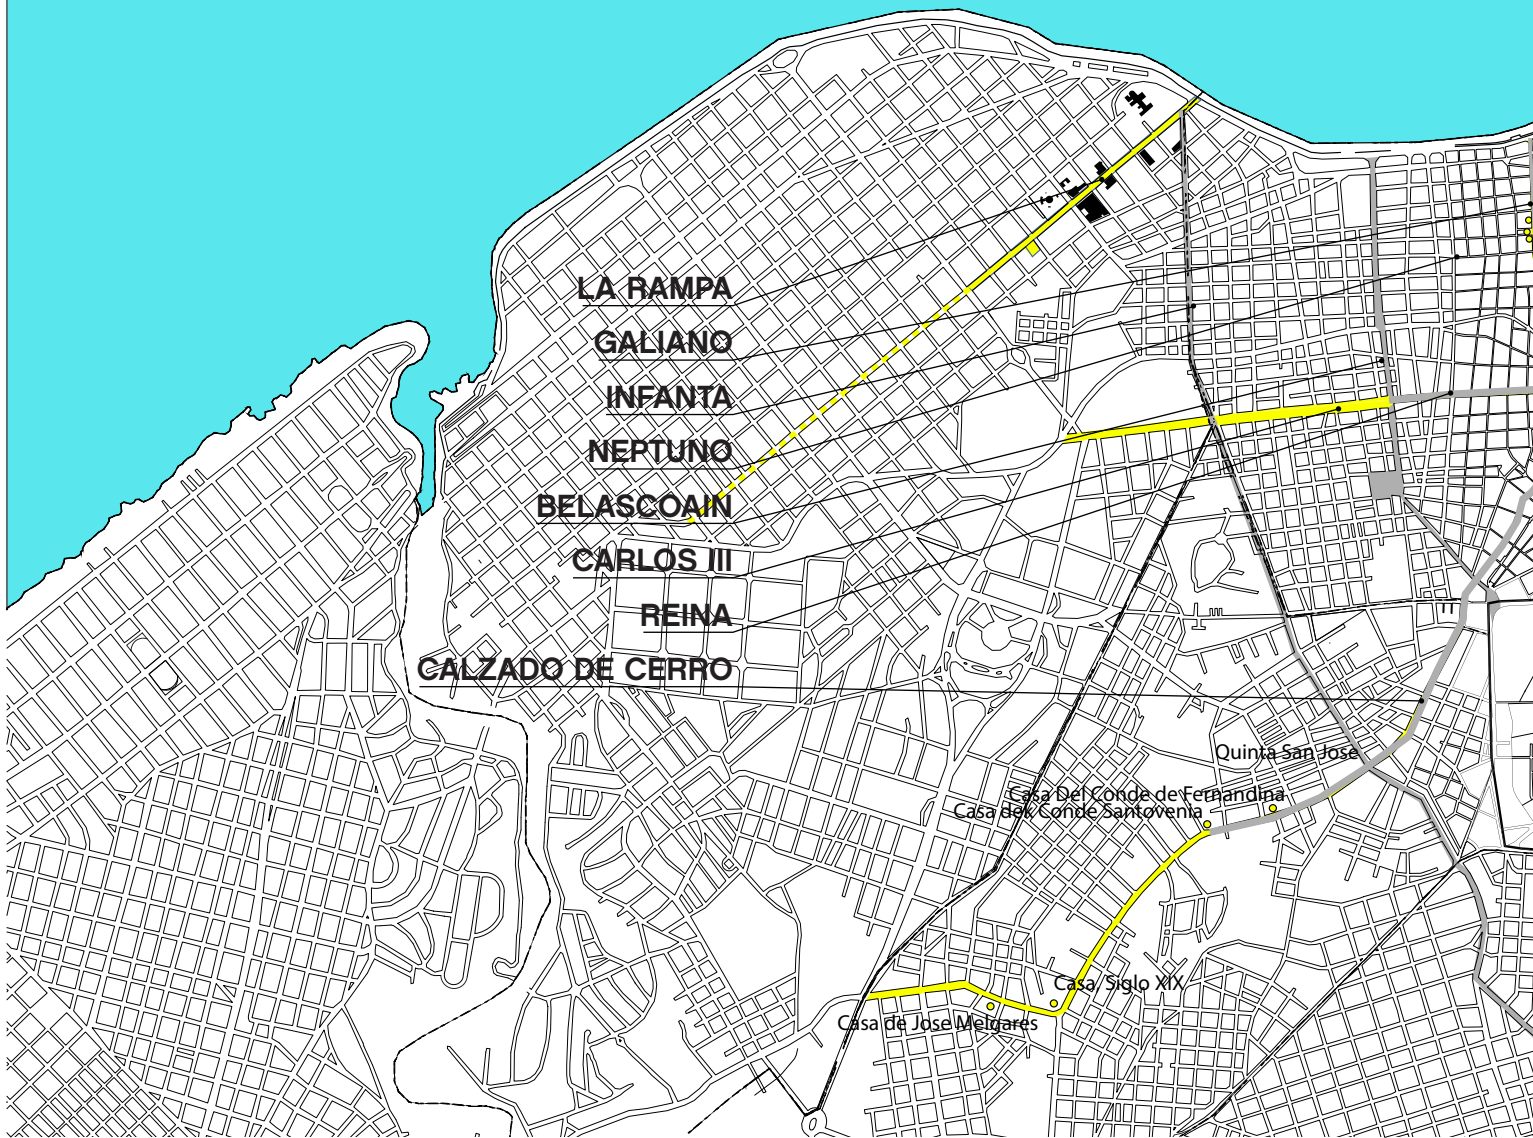 LA RAMPA
GALIANO
INFANTA
NEPTUNO
BELASCOAIN
CARLOS III
REINA
CALZADO DE CERRO
Quinta San Jose
Casa Del Conde de Fernandina
Casa delk Conde Santovenia
Casa, Siglo XIX
Casa de Jose Melgares